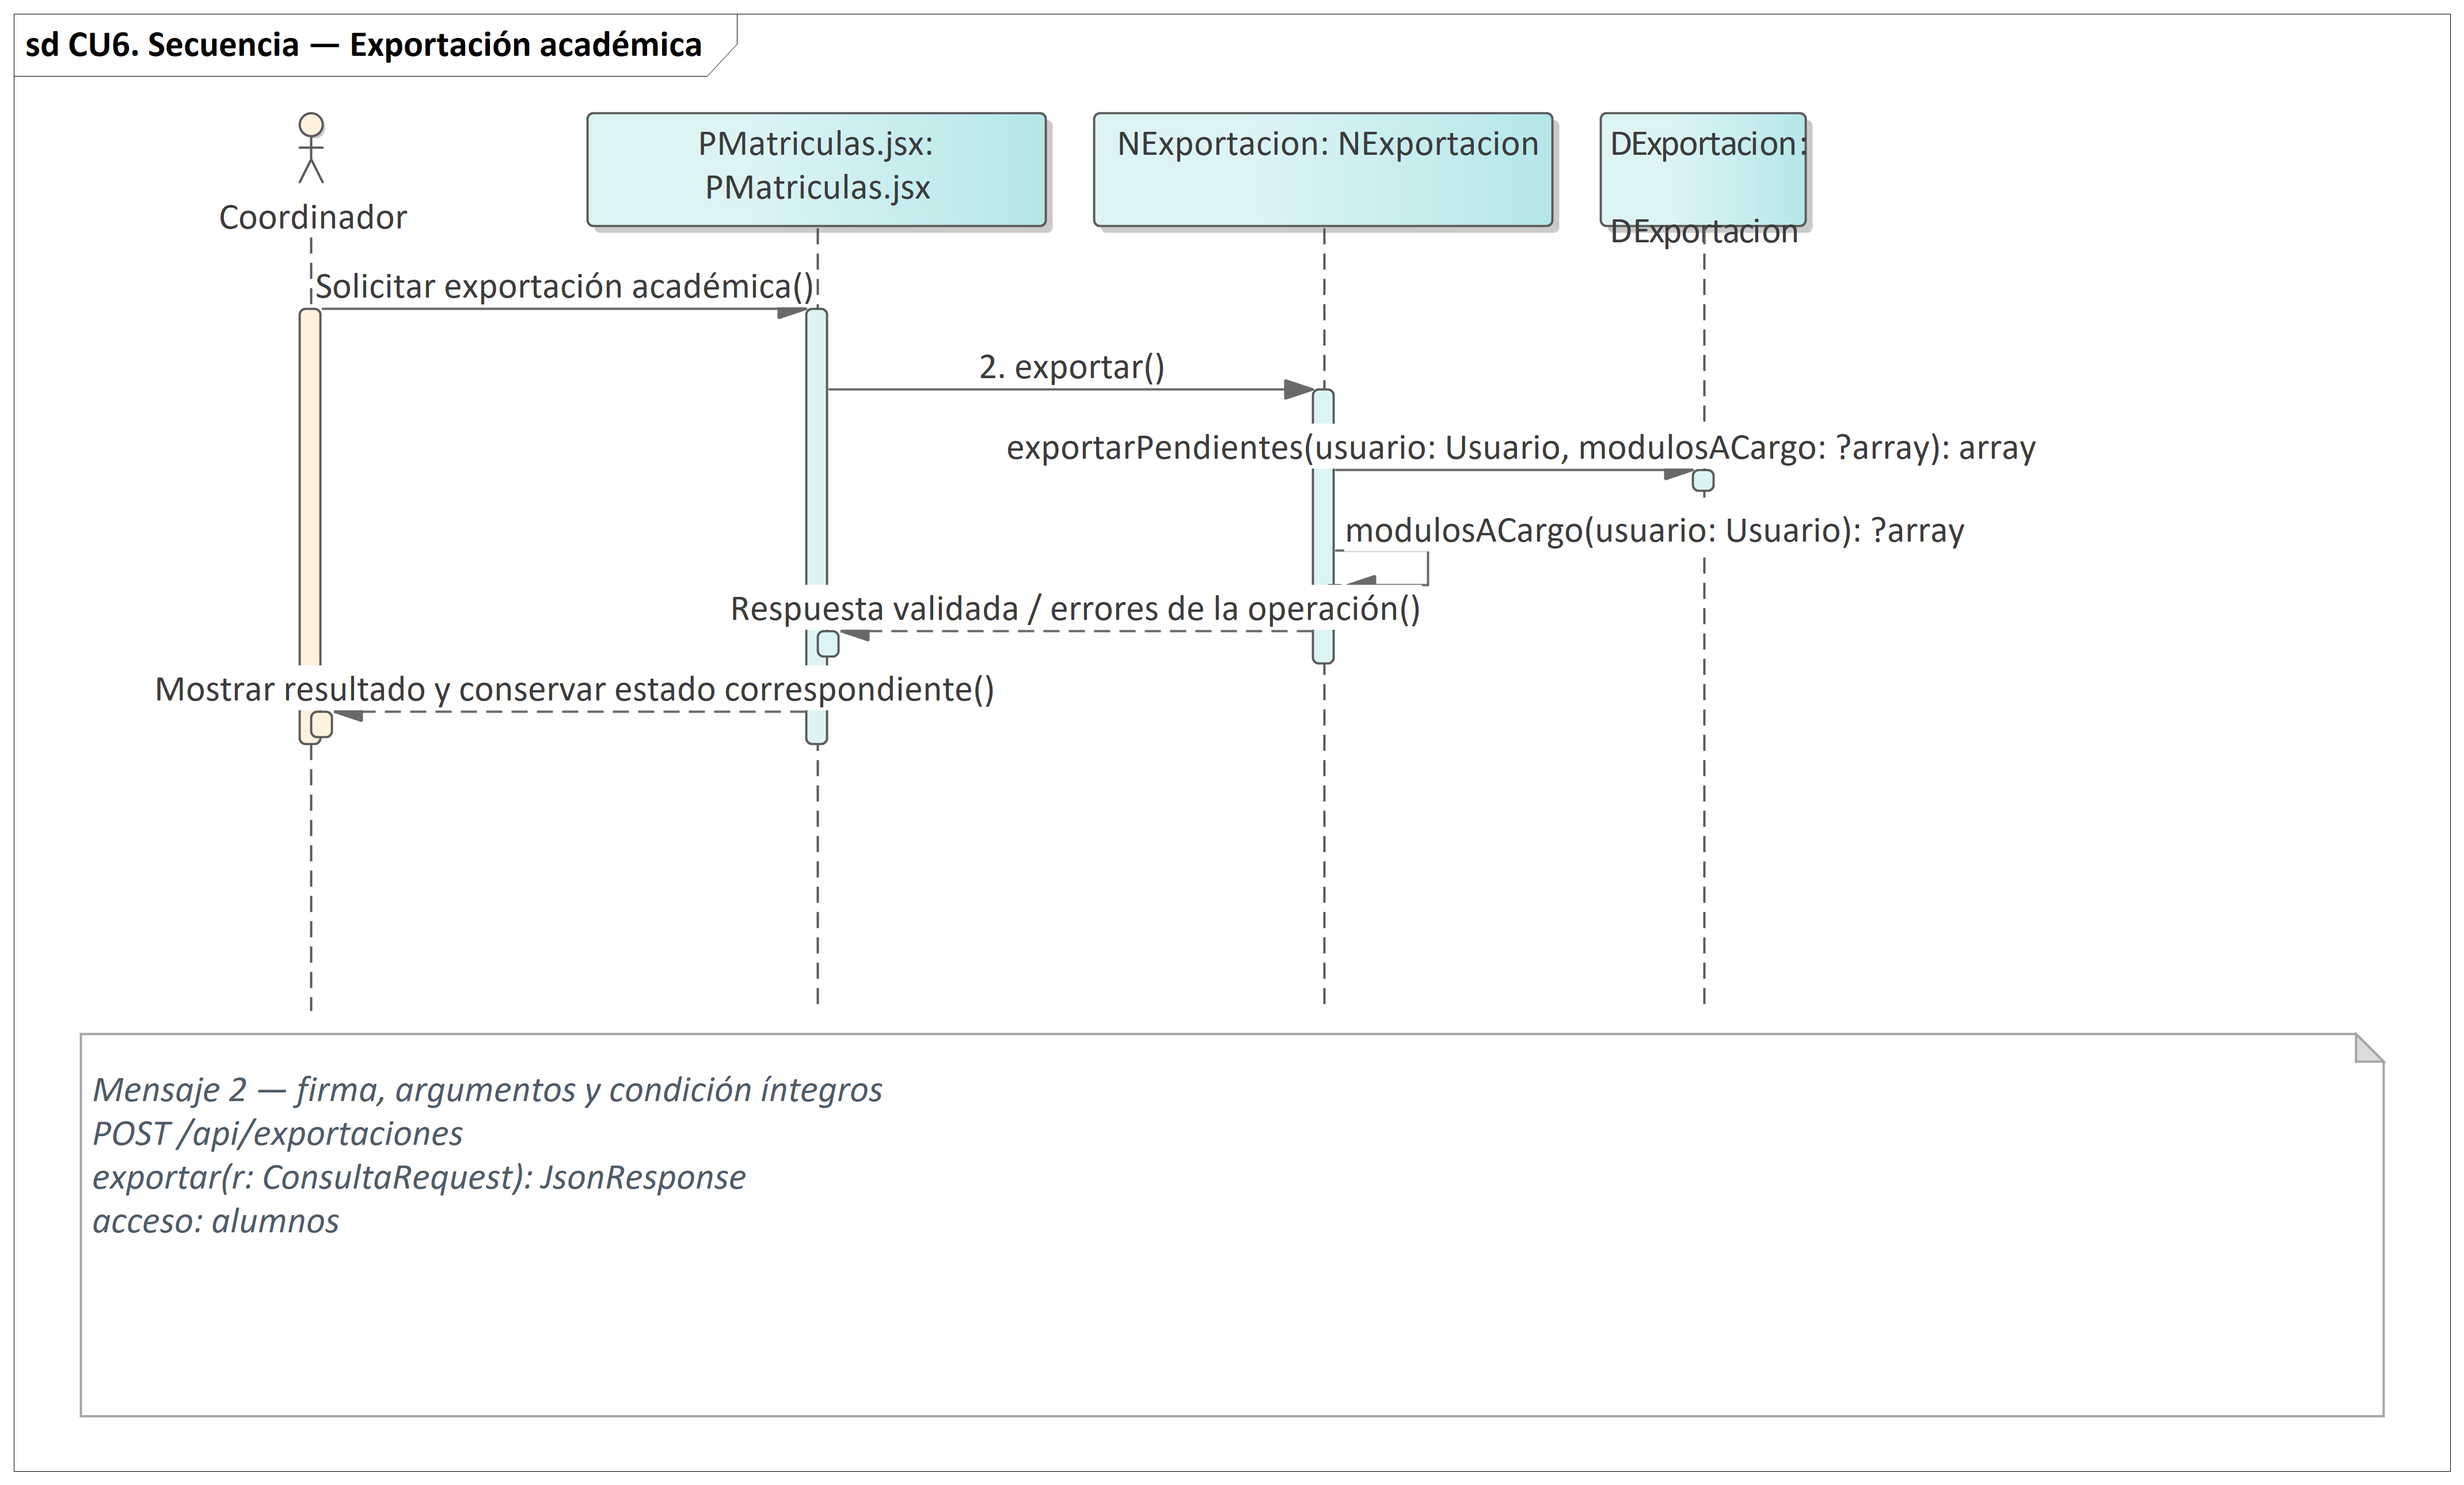 sd CU6. Secuencia — Exportación académica
Coordinador
PMatriculas.jsx:
PMatriculas.jsx
NExportacion: NExportacion
DExportacion:
DExportacion
Solicitar exportación académica()
2. exportar()
exportarPendientes(usuario: Usuario, modulosACargo: ?array): array
modulosACargo(usuario: Usuario): ?array
Respuesta validada / errores de la operación()
Mostrar resultado y conservar estado correspondiente()
Mensaje 2 — firma, argumentos y condición íntegros
POST /api/exportaciones
exportar(r: ConsultaRequest): JsonResponse
acceso: alumnos